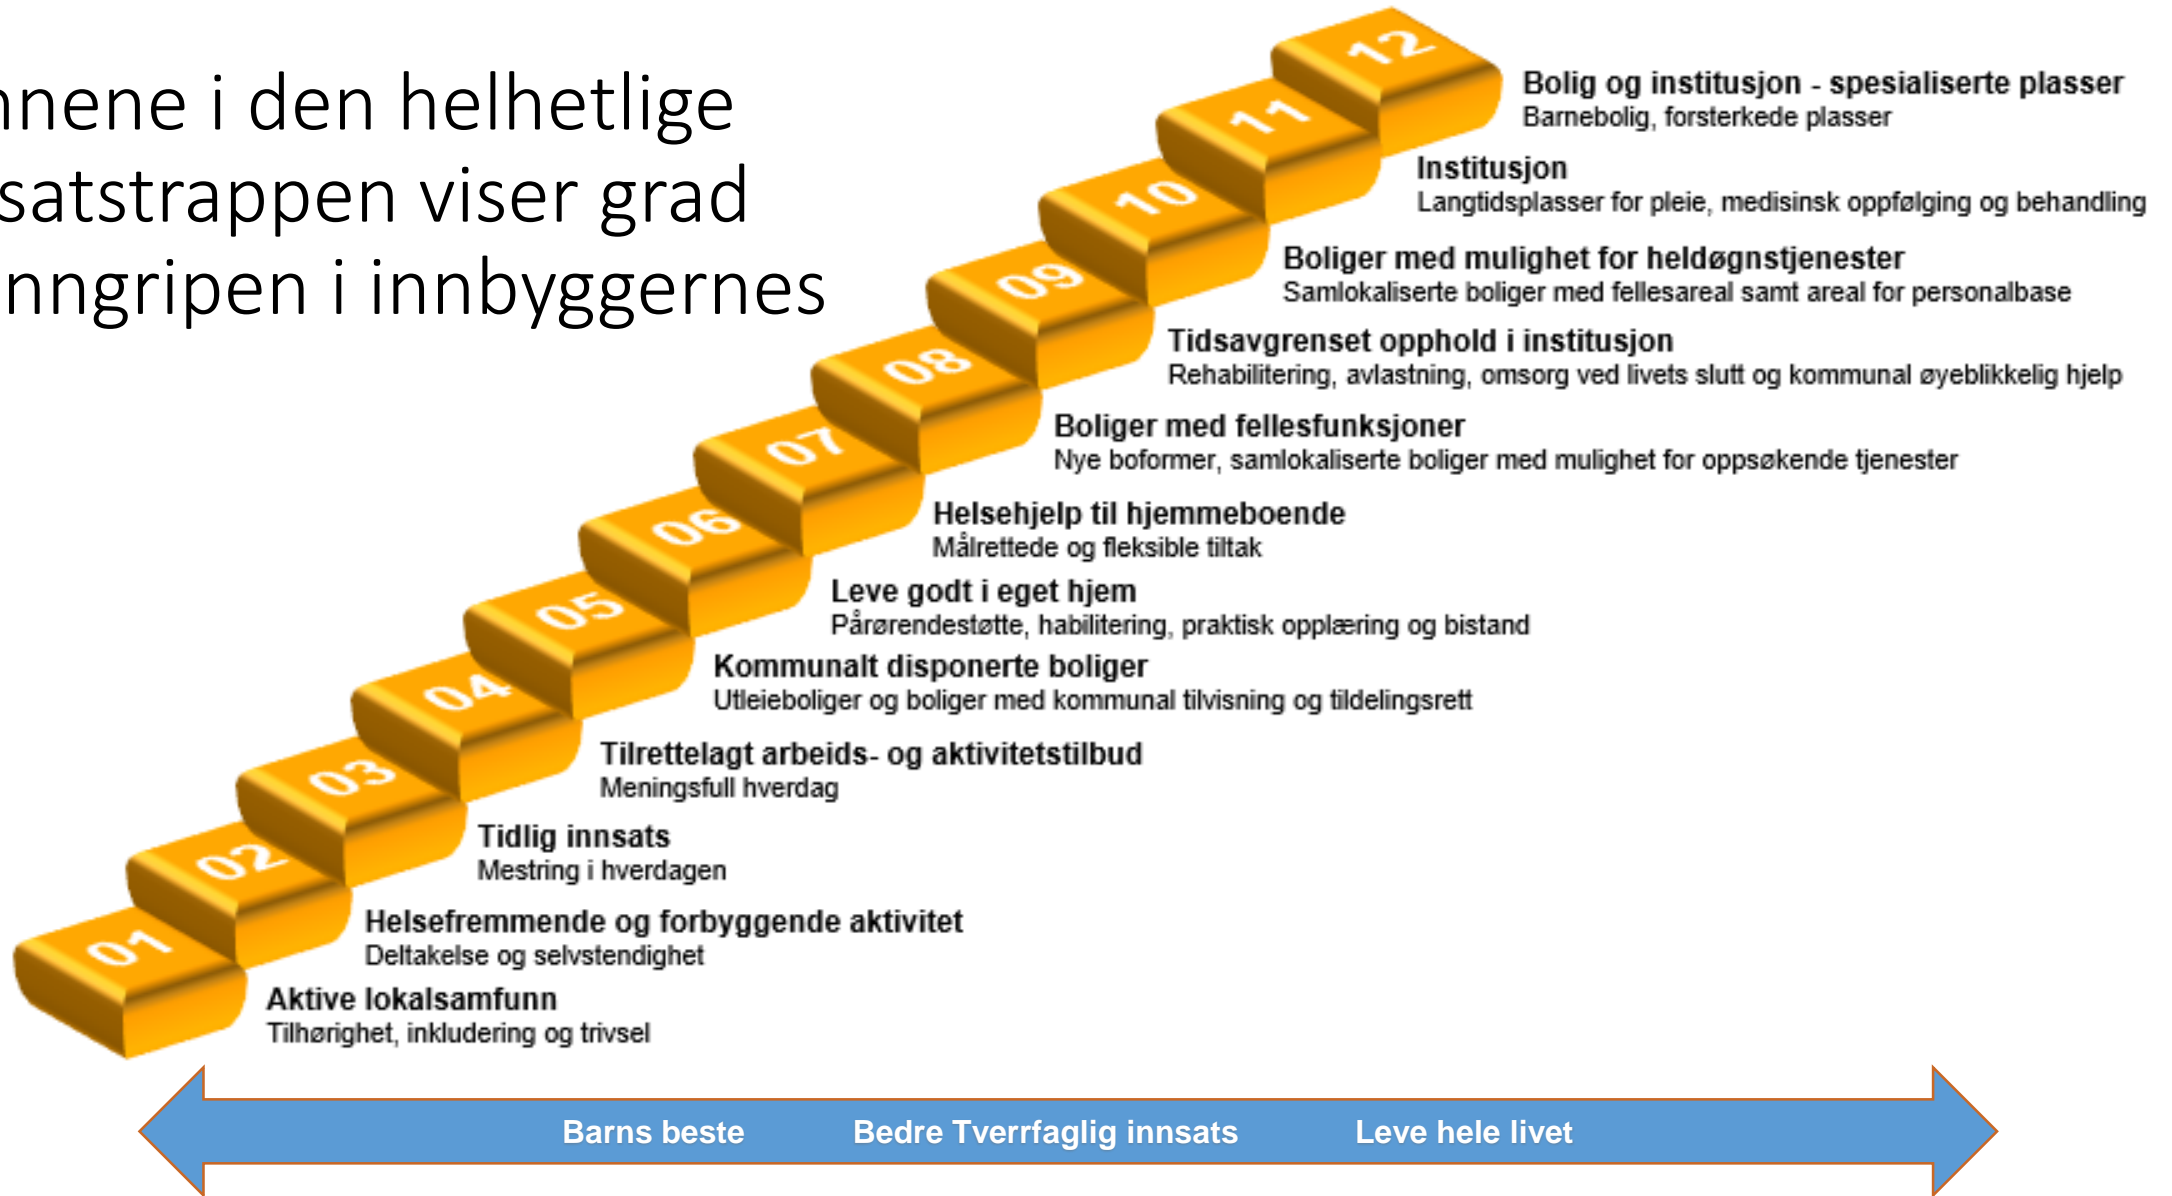 nnene i den helhetlige
satstrappen viser grad
nngripen i innbyggernes
12
Bolig og institusjon - spesialiserte plasser
Barnebolig, forsterkede plasser
11
Institusjon
Langtidsplasser for pleie, medisinsk oppfølging og behandling
10
Boliger med mulighet for heldøgnstjenester
Samlokaliserte boliger med fellesareal samt areal for personalbase
09
Tidsavgrenset opphold i institusjon
Rehabilitering, avlastning, omsorg ved livets slutt og kommunal øyeblikkelig hjelp
08
Boliger med fellesfunksjoner
Nye boformer, samlokaliserte boliger med mulighet for oppsøkende tjenester
07
Helsehjelp til hjemmeboende
Målrettede og fleksible tiltak
06
Leve godt i eget hjem
Pårørendestøtte, habilitering, praktisk opplæring og bistand
05
Kommunalt disponerte boliger
Utleieboliger og boliger med kommunal tilvisning og tildelingsrett
04
Tilrettelagt arbeids- og aktivitetstilbud
Meningsfull hverdag
03
Tidlig innsats
Mestring i hverdagen
02
Helsefremmende og forbyggende aktivitet
Deltakelse og selvstendighet
01
Aktive lokalsamfunn
Tilhørighet, inkludering og trivsel
Barns beste Bedre Tverrfaglig innsats Leve hele livet